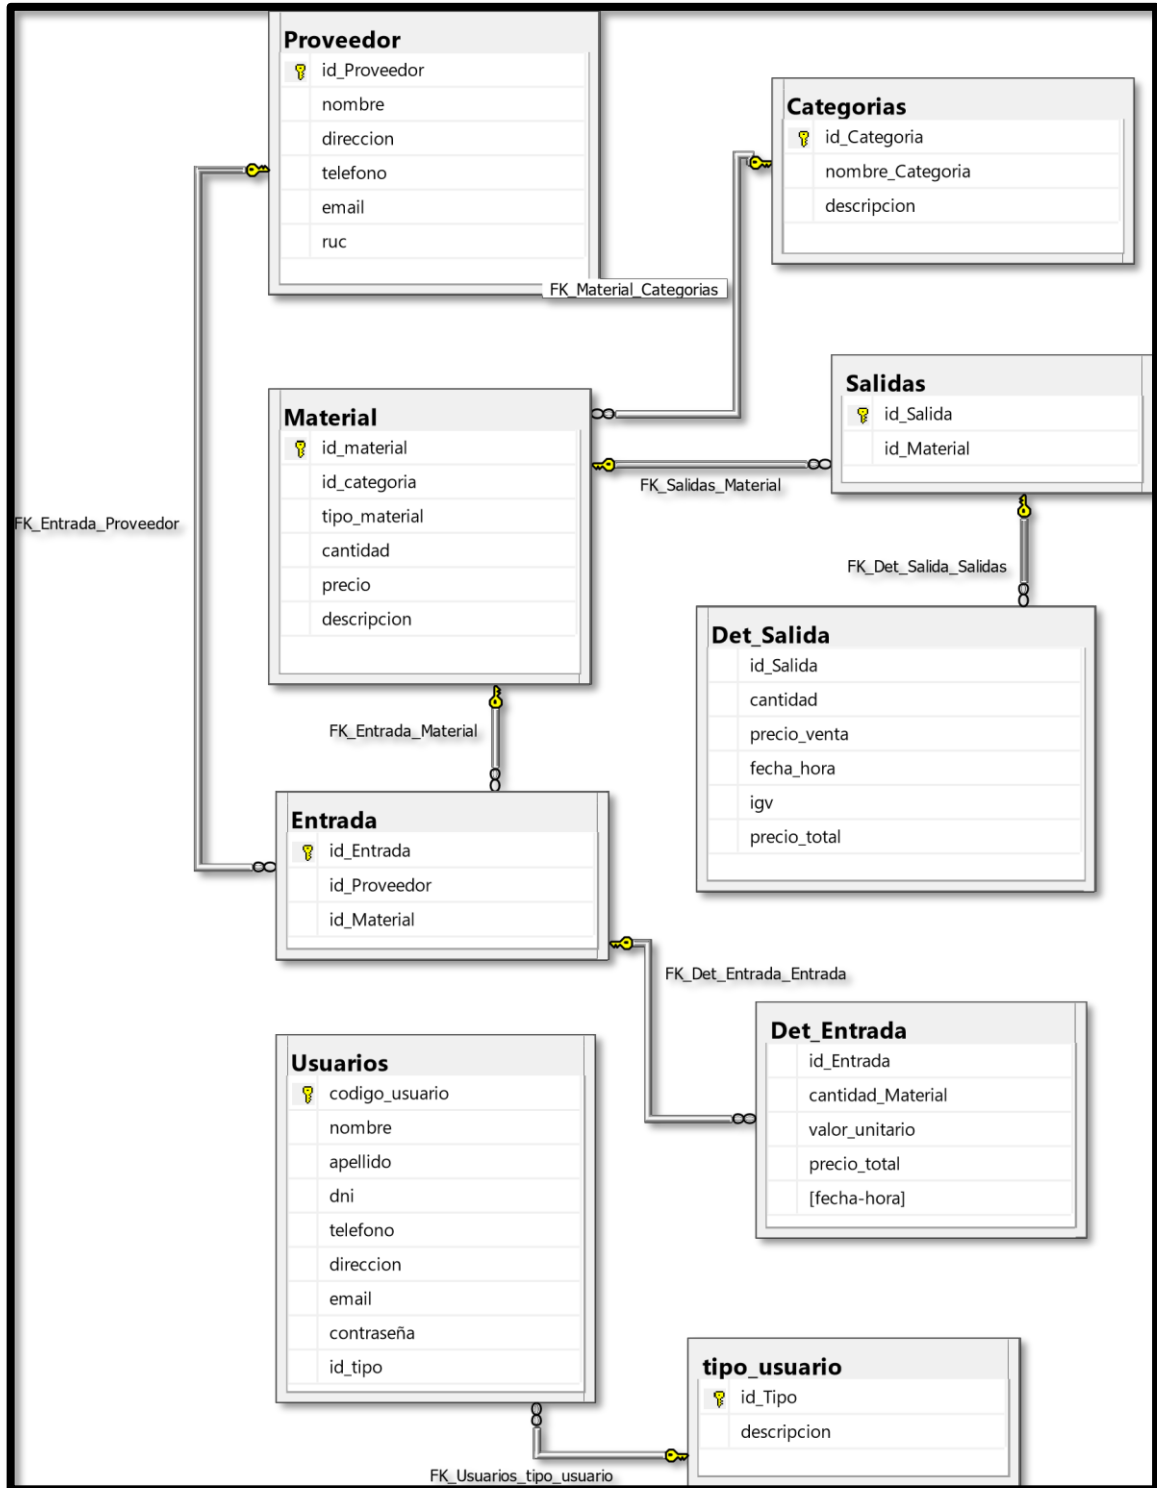 Proveedor
id_Proveedor
nombre
direccion
telefono
email
ruc
Categorias
id_Categoria
nombre_Categoria
descripcion
FK_Material_Categorias
Material
id_material
id_categoria
tipo_material
cantidad
precio
descripcion
Salidas
id_Salida
id_Material
FK_Salidas_Material
FK_Entrada_Proveedor
FK_Det_Salida_Salidas
Det_Salida
id_Salida
cantidad
precio_venta
fecha_hora
igv
precio_total
FK_Entrada_Material
Entrada
id_Entrada
id_Proveedor
id_Material
FK_Det_Entrada_Entrada
Det_Entrada
id_Entrada
cantidad_Material
valor_unitario
precio_total
[fecha-hora]
Usuarios
codigo_usuario
nombre
apellido
dni
telefono
direccion
email
contraseña
id_tipo
tipo_usuario
id_Tipo
descripcion
FK_Usuarios_tipo_usuario